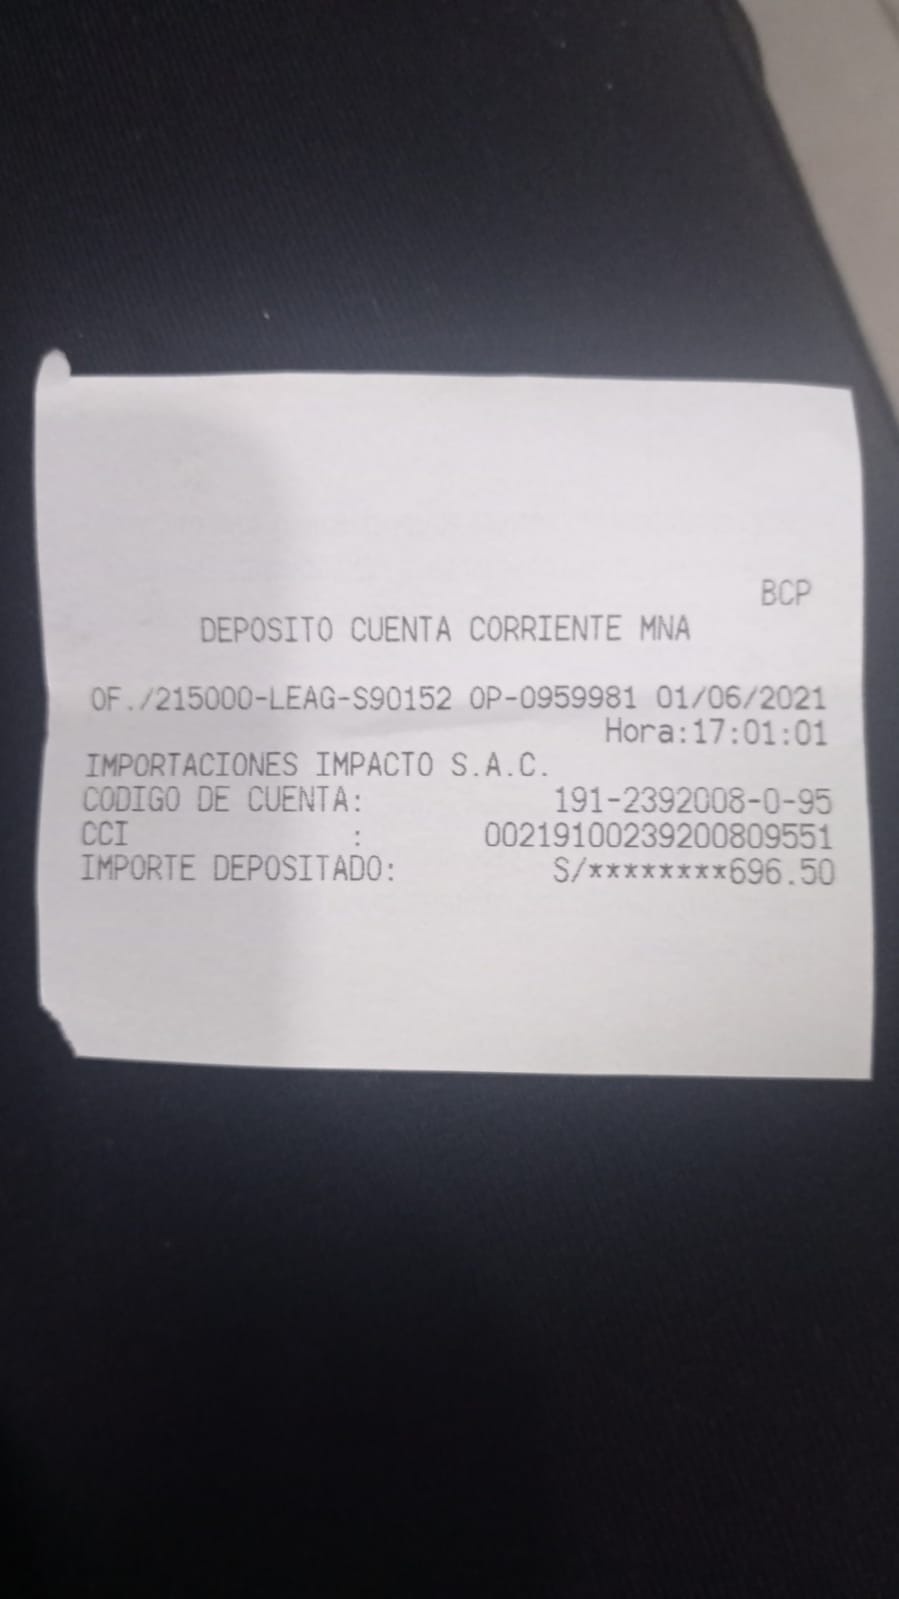 BCP
DEPOSITO CUENTA CORRIENTE MNA
OF./215000-LEAG-S90152 OP-0959981 01/06/2021
Hora:17:01:01
IMPORTACIONES IMPACTO S.A.C.
CODIGO DE CUENTA: 191-2392008-0-95
CCI : 00219100239200809551
IMPORTE DEPOSITADO: S/********696.50